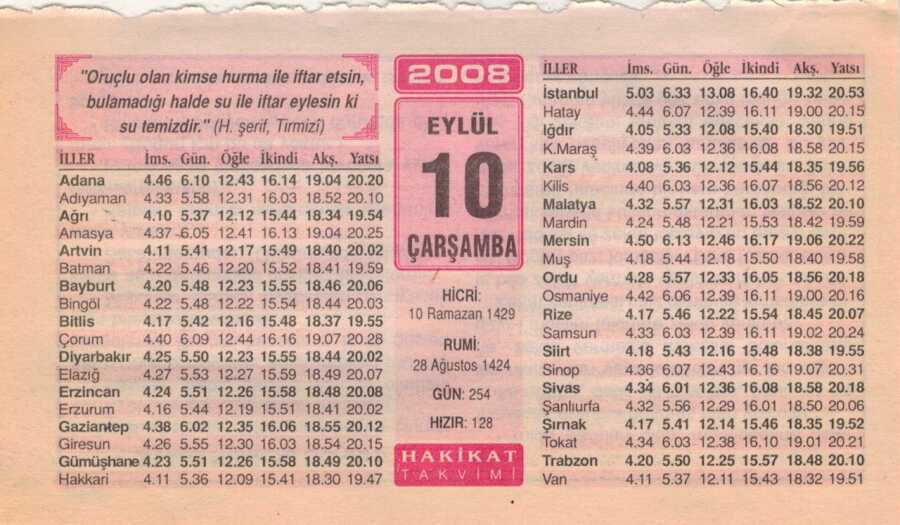 "Oruçlu olan kimse hurma ile iftar etsin,
bulamadığı halde su ile iftar eylesin ki
su temizdir." (H. şerif, Tirmizî)
İLLER İms. Gün. Öğle İkindi Akş. Yatsı
Adana 4.46 6.10 12.43 16.14 19.04 20.20
Adıyaman 4.33 5.58 12.31 16.03 18.52 20.10
Ağrı 4.10 5.37 12.12 15.44 18.34 19.54
Amasya 4.37 6.05 12.41 16.13 19.04 20.25
Artvin 4.11 5.41 12.17 15.49 18.40 20.02
Batman 4.22 5.46 12.20 15.52 18.41 19.59
Bayburt 4.20 5.48 12.23 15.55 18.46 20.06
Bingöl 4.22 5.48 12.22 15.54 18.44 20.03
Bitlis 4.17 5.42 12.16 15.48 18.37 19.55
Çorum 4.40 6.09 12.44 16.16 19.07 20.28
Diyarbakır 4.25 5.50 12.23 15.55 18.44 20.02
Elazığ 4.27 5.53 12.27 15.59 18.49 20.07
Erzincan 4.24 5.51 12.26 15.58 18.48 20.08
Erzurum 4.16 5.44 12.19 15.51 18.41 20.02
Gaziantep 4.38 6.02 12.35 16.06 18.55 20.12
Giresun 4.26 5.55 12.30 16.03 18.54 20.15
Gümüşhane 4.23 5.51 12.26 15.58 18.49 20.10
Hakkari 4.11 5.36 12.09 15.41 18.30 19.47
2008
EYLÜL
10
ÇARŞAMBA
HİCRİ:
10 Ramazan 1429
RUMİ:
28 Ağustos 1424
GÜN: 254
HIZIR: 128
HAKİKAT
TAKVİMİ
İLLER İms. Gün. Öğle İkindi Akş. Yatsı
İstanbul 5.03 6.33 13.08 16.40 19.32 20.53
Hatay 4.44 6.07 12.39 16.11 19.00 20.15
Iğdır 4.05 5.33 12.08 15.40 18.30 19.51
K.Maraş 4.39 6.03 12.36 16.08 18.58 20.15
Kars 4.08 5.36 12.12 15.44 18.35 19.56
Kilis 4.40 6.03 12.36 16.07 18.56 20.12
Malatya 4.32 5.57 12.31 16.03 18.52 20.10
Mardin 4.24 5.48 12.21 15.53 18.42 19.59
Mersin 4.50 6.13 12.46 16.17 19.06 20.22
Muş 4.18 5.44 12.18 15.50 18.40 19.58
Ordu 4.28 5.57 12.33 16.05 18.56 20.18
Osmaniye 4.42 6.06 12.39 16.11 19.00 20.16
Rize 4.17 5.46 12.22 15.54 18.45 20.07
Samsun 4.33 6.03 12.39 16.11 19.02 20.24
Siirt 4.18 5.43 12.16 15.48 18.38 19.55
Sinop 4.36 6.07 12.43 16.16 19.07 20.31
Sivas 4.34 6.01 12.36 16.08 18.58 20.18
Şanlıurfa 4.32 5.56 12.29 16.01 18.50 20.06
Şırnak 4.17 5.41 12.14 15.46 18.35 19.52
Tokat 4.34 6.03 12.38 16.10 19.01 20.21
Trabzon 4.20 5.50 12.25 15.57 18.48 20.10
Van 4.11 5.37 12.11 15.43 18.32 19.51